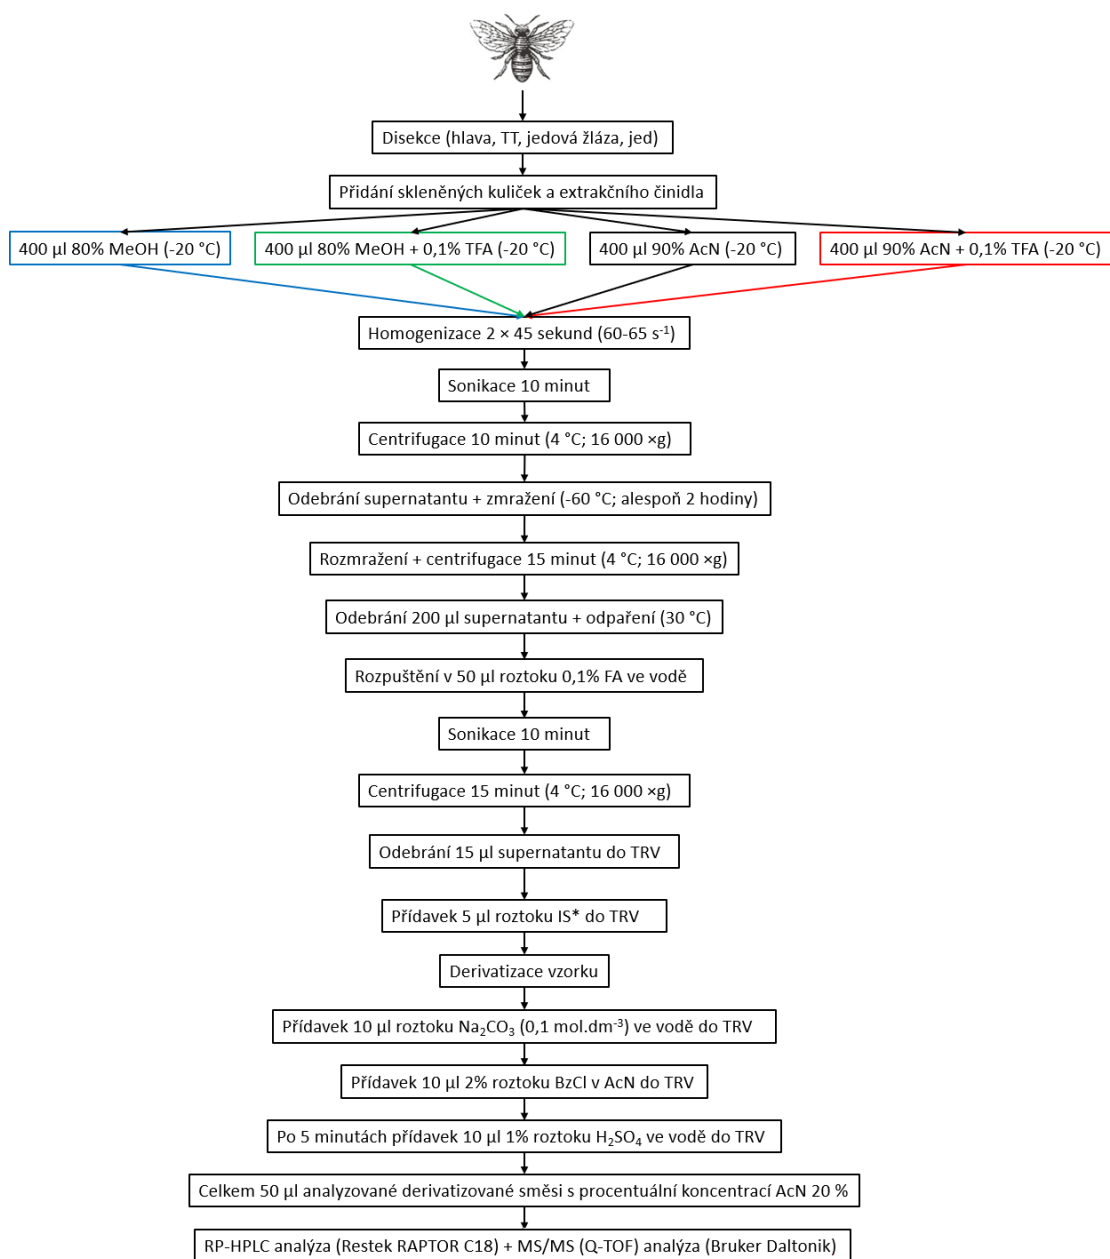 Disekce (hlava, TT, jedová žláza, jed)
Přidání skleněných kuliček a extrakčního činidla
400 µl 80% MeOH (-20 °C)
400 µl 80% MeOH + 0,1% TFA (-20 °C)
400 µl 90% AcN (-20 °C)
400 µl 90% AcN + 0,1% TFA (-20 °C)
Homogenizace 2 × 45 sekund (60-65 s⁻¹)
Sonikace 10 minut
Centrifugace 10 minut (4 °C; 16 000 ×g)
Odebrání supernatantu + zmražení (-60 °C; alespoň 2 hodiny)
Rozmražení + centrifugace 15 minut (4 °C; 16 000 ×g)
Odebrání 200 µl supernatantu + odpaření (30 °C)
Rozpuštění v 50 µl roztoku 0,1% FA ve vodě
Sonikace 10 minut
Centrifugace 15 minut (4 °C; 16 000 ×g)
Odebrání 15 µl supernatantu do TRV
Přídavek 5 µl roztoku IS* do TRV
Derivatizace vzorku
Přídavek 10 µl roztoku Na₂CO₃ (0,1 mol.dm⁻³) ve vodě do TRV
Přídavek 10 µl 2% roztoku BzCl v AcN do TRV
Po 5 minutách přídavek 10 µl 1% roztoku H₂SO₄ ve vodě do TRV
Celkem 50 µl analyzované derivatizované směsi s procentuální koncentrací AcN 20 %
RP-HPLC analýza (Restek RAPTOR C18) + MS/MS (Q-TOF) analýza (Bruker Daltonik)